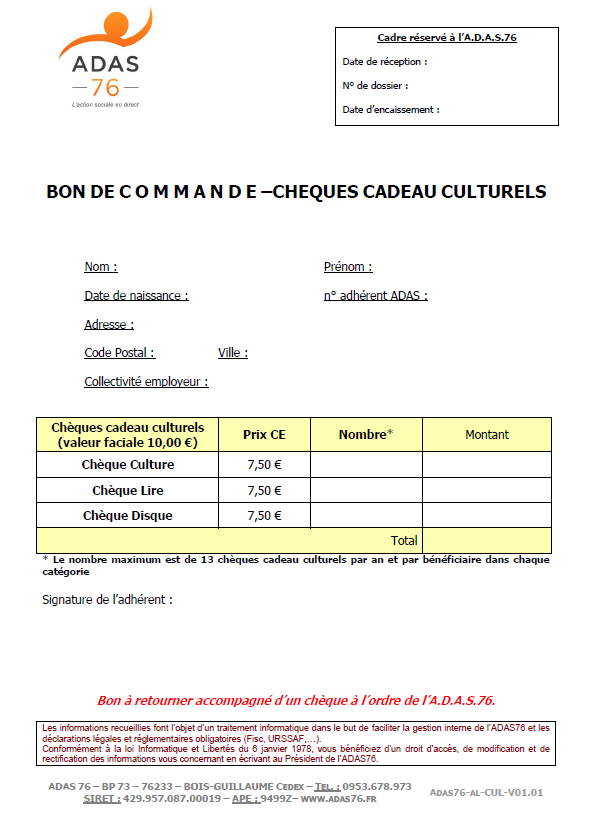 ADAS
76
L'action sociale en direct
Cadre réservé à l'A.D.A.S.76
Date de réception :
N° de dossier :
Date d'encaissement :
BON DE C O M M A N D E –CHEQUES CADEAU CULTURELS
Nom : Prénom :
Date de naissance : n° adhérent ADAS :
Adresse :
Code Postal : Ville :
Collectivité employeur :
Chèques cadeau culturels (valeur faciale 10,00 €) Prix CE Nombre* Montant
Chèque Culture 7,50 €
Chèque Lire 7,50 €
Chèque Disque 7,50 €
Total
* Le nombre maximum est de 13 chèques cadeau culturels par an et par bénéficiaire dans chaque
catégorie
Signature de l'adhérent :
Bon à retourner accompagné d'un chèque à l'ordre de l'A.D.A.S.76.
Les informations recueillies font l'objet d'un traitement informatique dans le but de faciliter la gestion interne de l'ADAS76 et les
déclarations légales et réglementaires obligatoires (Fisc, URSSAF,…).
Conformément à la loi Informatique et Libertés du 6 janvier 1978, vous bénéficiez d'un droit d'accès, de modification et de
rectification des informations vous concernant en écrivant au Président de l'ADAS76.
ADAS 76 – BP 73 – 76233 – BOIS-GUILLAUME CEDEX – TEL. : 0953.678.973
SIRET : 429.957.087.00019 – APE : 9499Z– WWW.ADAS76.FR
ADAS76-AL-CUL-V01.01